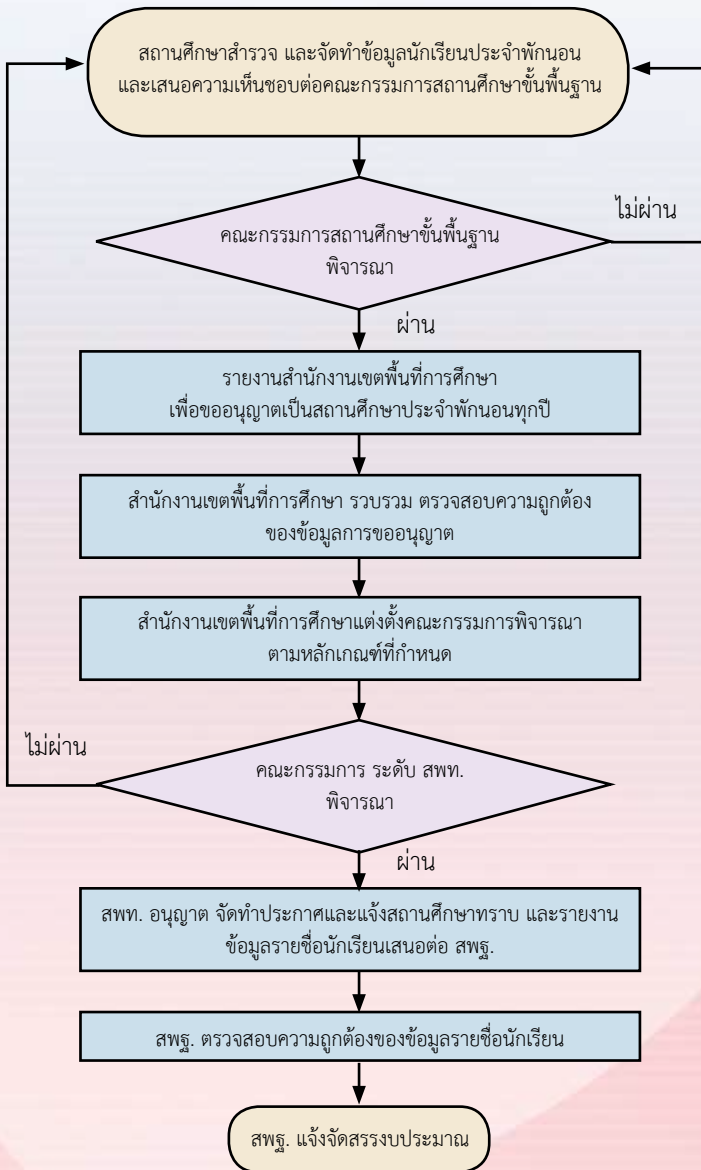 สถานศึกษาสำรวจ และจัดทำข้อมูลนักเรียนประจำพักนอน
และเสนอความเห็นชอบต่อคณะกรรมการสถานศึกษาขั้นพื้นฐาน
คณะกรรมการสถานศึกษาขั้นพื้นฐาน
พิจารณา
ไม่ผ่าน
ผ่าน
รายงานสำนักงานเขตพื้นที่การศึกษา
เพื่อขออนุญาตเป็นสถานศึกษาประจำพักนอนทุกปี
สำนักงานเขตพื้นที่การศึกษา รวบรวม ตรวจสอบความถูกต้อง
ของข้อมูลการขออนุญาต
สำนักงานเขตพื้นที่การศึกษาแต่งตั้งคณะกรรมการพิจารณา
ตามหลักเกณฑ์ที่กำหนด
ไม่ผ่าน
คณะกรรมการ ระดับ สพท.
พิจารณา
ผ่าน
สพท. อนุญาต จัดทำประกาศและแจ้งสถานศึกษาทราบ และรายงาน
ข้อมูลรายชื่อนักเรียนเสนอต่อ สพฐ.
สพฐ. ตรวจสอบความถูกต้องของข้อมูลรายชื่อนักเรียน
สพฐ. แจ้งจัดสรรงบประมาณ